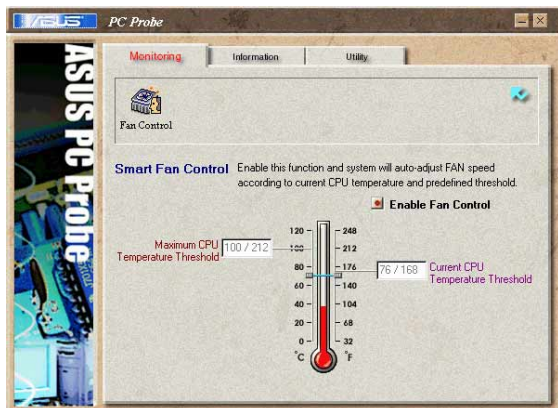 ASUS PC Probe
Monitoring Information Utility
ASUS PC Probe
Fan Control
Smart Fan Control Enable this function and system will auto-adjust FAN speed
according to current CPU temperature and predefined threshold.
Enable Fan Control
Maximum CPU
Temperature Threshold
100 / 212
76 / 168
Current CPU
Temperature Threshold
120 248
100 212
80 176
60 140
40 104
20 68
0 32
°C °F